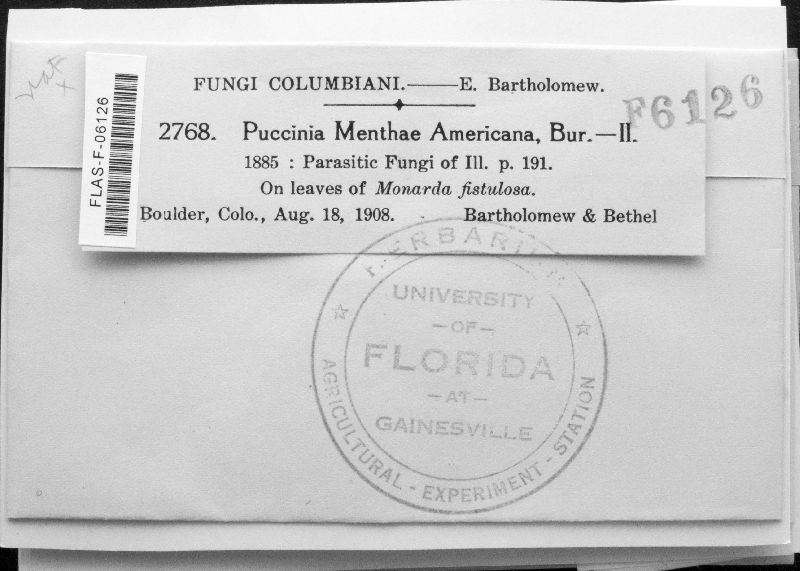 FUNGI COLUMBIANI.——E. Bartholomew.
F6126
2768. Puccinia Menthae Americana, Bur.—II.
1885 : Parasitic Fungi of Ill. p. 191.
On leaves of Monarda fistulosa.
Boulder, Colo., Aug. 18, 1908. Bartholomew & Bethel
FLAS-F-06126
HERBARIUM
UNIVERSITY
—OF—
FLORIDA
—AT—
GAINESVILLE
AGRICULTURAL - EXPERIMENT - STATION